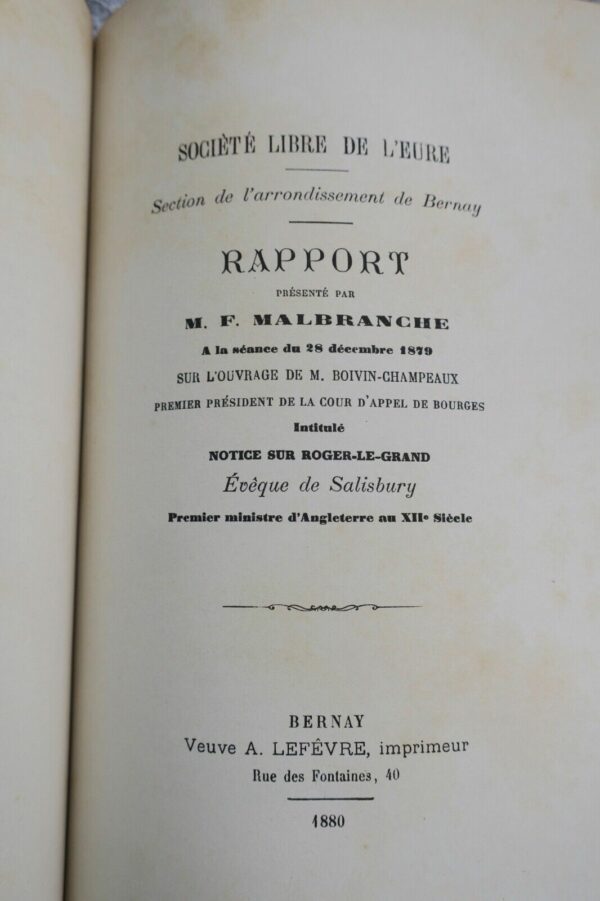 SOCIÉTÉ LIBRE DE L'EURE
Section de l'arrondissement de Bernay
RAPPORT
PRÉSENTÉ PAR
M. F. MALBRANCHE
A la séance du 28 décembre 1879
SUR L'OUVRAGE DE M. BOIVIN-CHAMPEAUX
PREMIER PRÉSIDENT DE LA COUR D'APPEL DE BOURGES
Intitulé
NOTICE SUR ROGER-LE-GRAND
Évêque de Salisbury
Premier ministre d'Angleterre au XIIe Siècle
BERNAY
Veuve A. LEFÊVRE, imprimeur
Rue des Fontaines, 40
1880